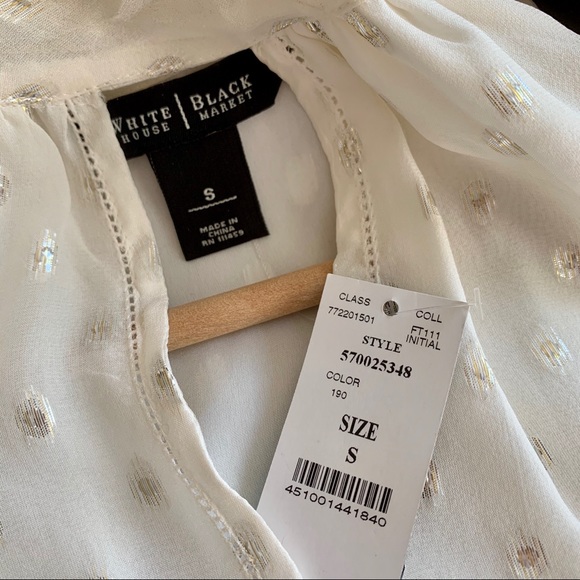 WHITE | BLACK
HOUSE | MARKET
S
MADE IN
CHINA
RN 111459
CLASS COLL
772201501 FT111
INITIAL
STYLE
570025348
COLOR
190
SIZE
S
451001441840